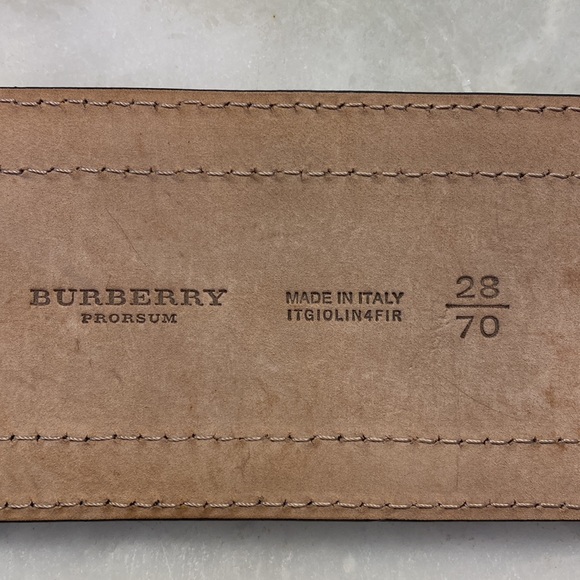 BURBERRY
PRORSUM
MADE IN ITALY
ITGIOLIN4FIR
28
70